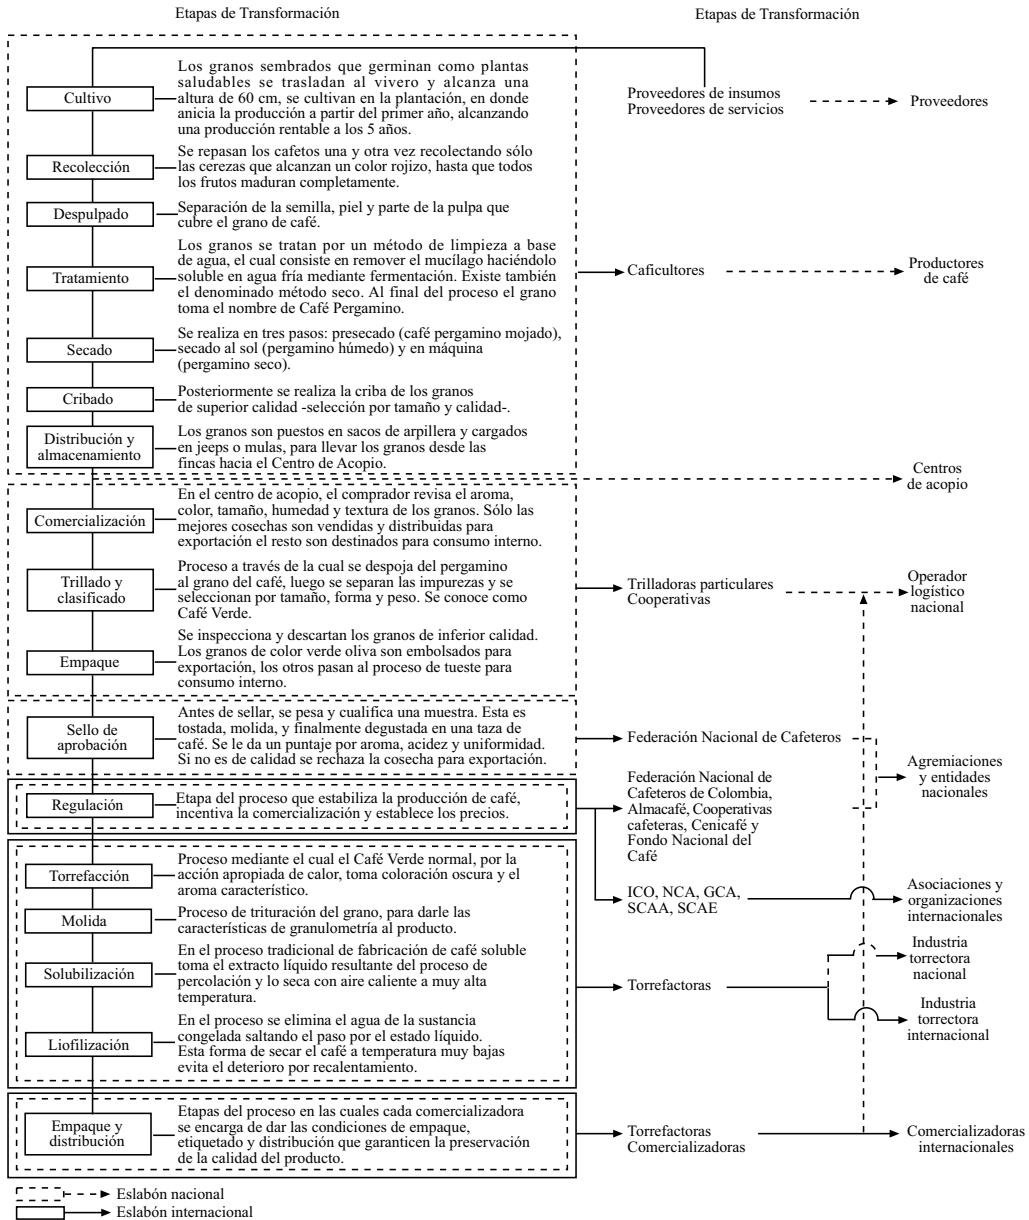 Etapas de Transformación
Etapas de Transformación
Cultivo
Los granos sembrados que germinan como plantas
saludables se trasladan al vivero y alcanza una
altura de 60 cm, se cultivan en la plantación, en donde
anicia la producción a partir del primer año, alcanzando
una producción rentable a los 5 años.
Proveedores de insumos
Proveedores de servicios
Proveedores
Recolección
Se repasan los cafetos una y otra vez recolectando sólo
las cerezas que alcanzan un color rojizo, hasta que todos
los frutos maduran completamente.
Despulpado
Separación de la semilla, piel y parte de la pulpa que
cubre el grano de café.
Tratamiento
Los granos se tratan por un método de limpieza a base
de agua, el cual consiste en remover el mucílago haciéndolo
soluble en agua fría mediante fermentación. Existe también
el denominado método seco. Al final del proceso el grano
toma el nombre de Café Pergamino.
Caficultores
Productores
de café
Secado
Se realiza en tres pasos: presecado (café pergamino mojado),
secado al sol (pergamino húmedo) y en máquina
(pergamino seco).
Cribado
Posteriormente se realiza la criba de los granos
de superior calidad -selección por tamaño y calidad-.
Distribución y
almacenamiento
Los granos son puestos en sacos de arpillera y cargados
en jeeps o mulas, para llevar los granos desde las
fincas hacia el Centro de Acopio.
Centros
de acopio
Comercialización
En el centro de acopio, el comprador revisa el aroma,
color, tamaño, humedad y textura de los granos. Sólo las
mejores cosechas son vendidas y distribuidas para
exportación el resto son destinados para consumo interno.
Trillado y
clasificado
Proceso a través de la cual se despoja del pergamino
al grano del café, luego se separan las impurezas y se
seleccionan por tamaño, forma y peso. Se conoce como
Café Verde.
Trilladoras particulares
Cooperativas
Operador
logístico
nacional
Empaque
Se inspecciona y descartan los granos de inferior calidad.
Los granos de color verde oliva son embolsados para
exportación, los otros pasan al proceso de tueste para
consumo interno.
Sello de
aprobación
Antes de sellar, se pesa y cualifica una muestra. Esta es
tostada, molida, y finalmente degustada en una taza de
café. Se le da un puntaje por aroma, acidez y uniformidad.
Si no es de calidad se rechaza la cosecha para exportación.
Federación Nacional de Cafeteros
Agremiaciones
y entidades
nacionales
Regulación
Etapa del proceso que estabiliza la producción de café,
incentiva la comercialización y establece los precios.
Federación Nacional de
Cafeteros de Colombia,
Almacafé, Cooperativas
cafeteras, Cenicafé y
Fondo Nacional del
Café
Torrefacción
Proceso mediante el cual el Café Verde normal, por la
acción apropiada de calor, toma coloración oscura y el
aroma característico.
ICO, NCA, GCA,
SCAA, SCAE
Asociaciones y
organizaciones
internacionales
Molida
Proceso de trituración del grano, para darle las
características de granulometría al producto.
Solubilización
En el proceso tradicional de fabricación de café soluble
toma el extracto líquido resultante del proceso de
percolación y lo seca con aire caliente a muy alta
temperatura.
Torrefactoras
Industria
torrectora
nacional
Industria
torrectora
internacional
Liofilización
En el proceso se elimina el agua de la sustancia
congelada saltando el paso por el estado líquido.
Esta forma de secar el café a temperatura muy bajas
evita el deterioro por recalentamiento.
Empaque y
distribución
Etapas del proceso en las cuales cada comercializadora
se encarga de dar las condiciones de empaque,
etiquetado y distribución que garanticen la preservación
de la calidad del producto.
Torrefactoras
Comercializadoras
Comercializadoras
internacionales
Eslabón nacional
Eslabón internacional